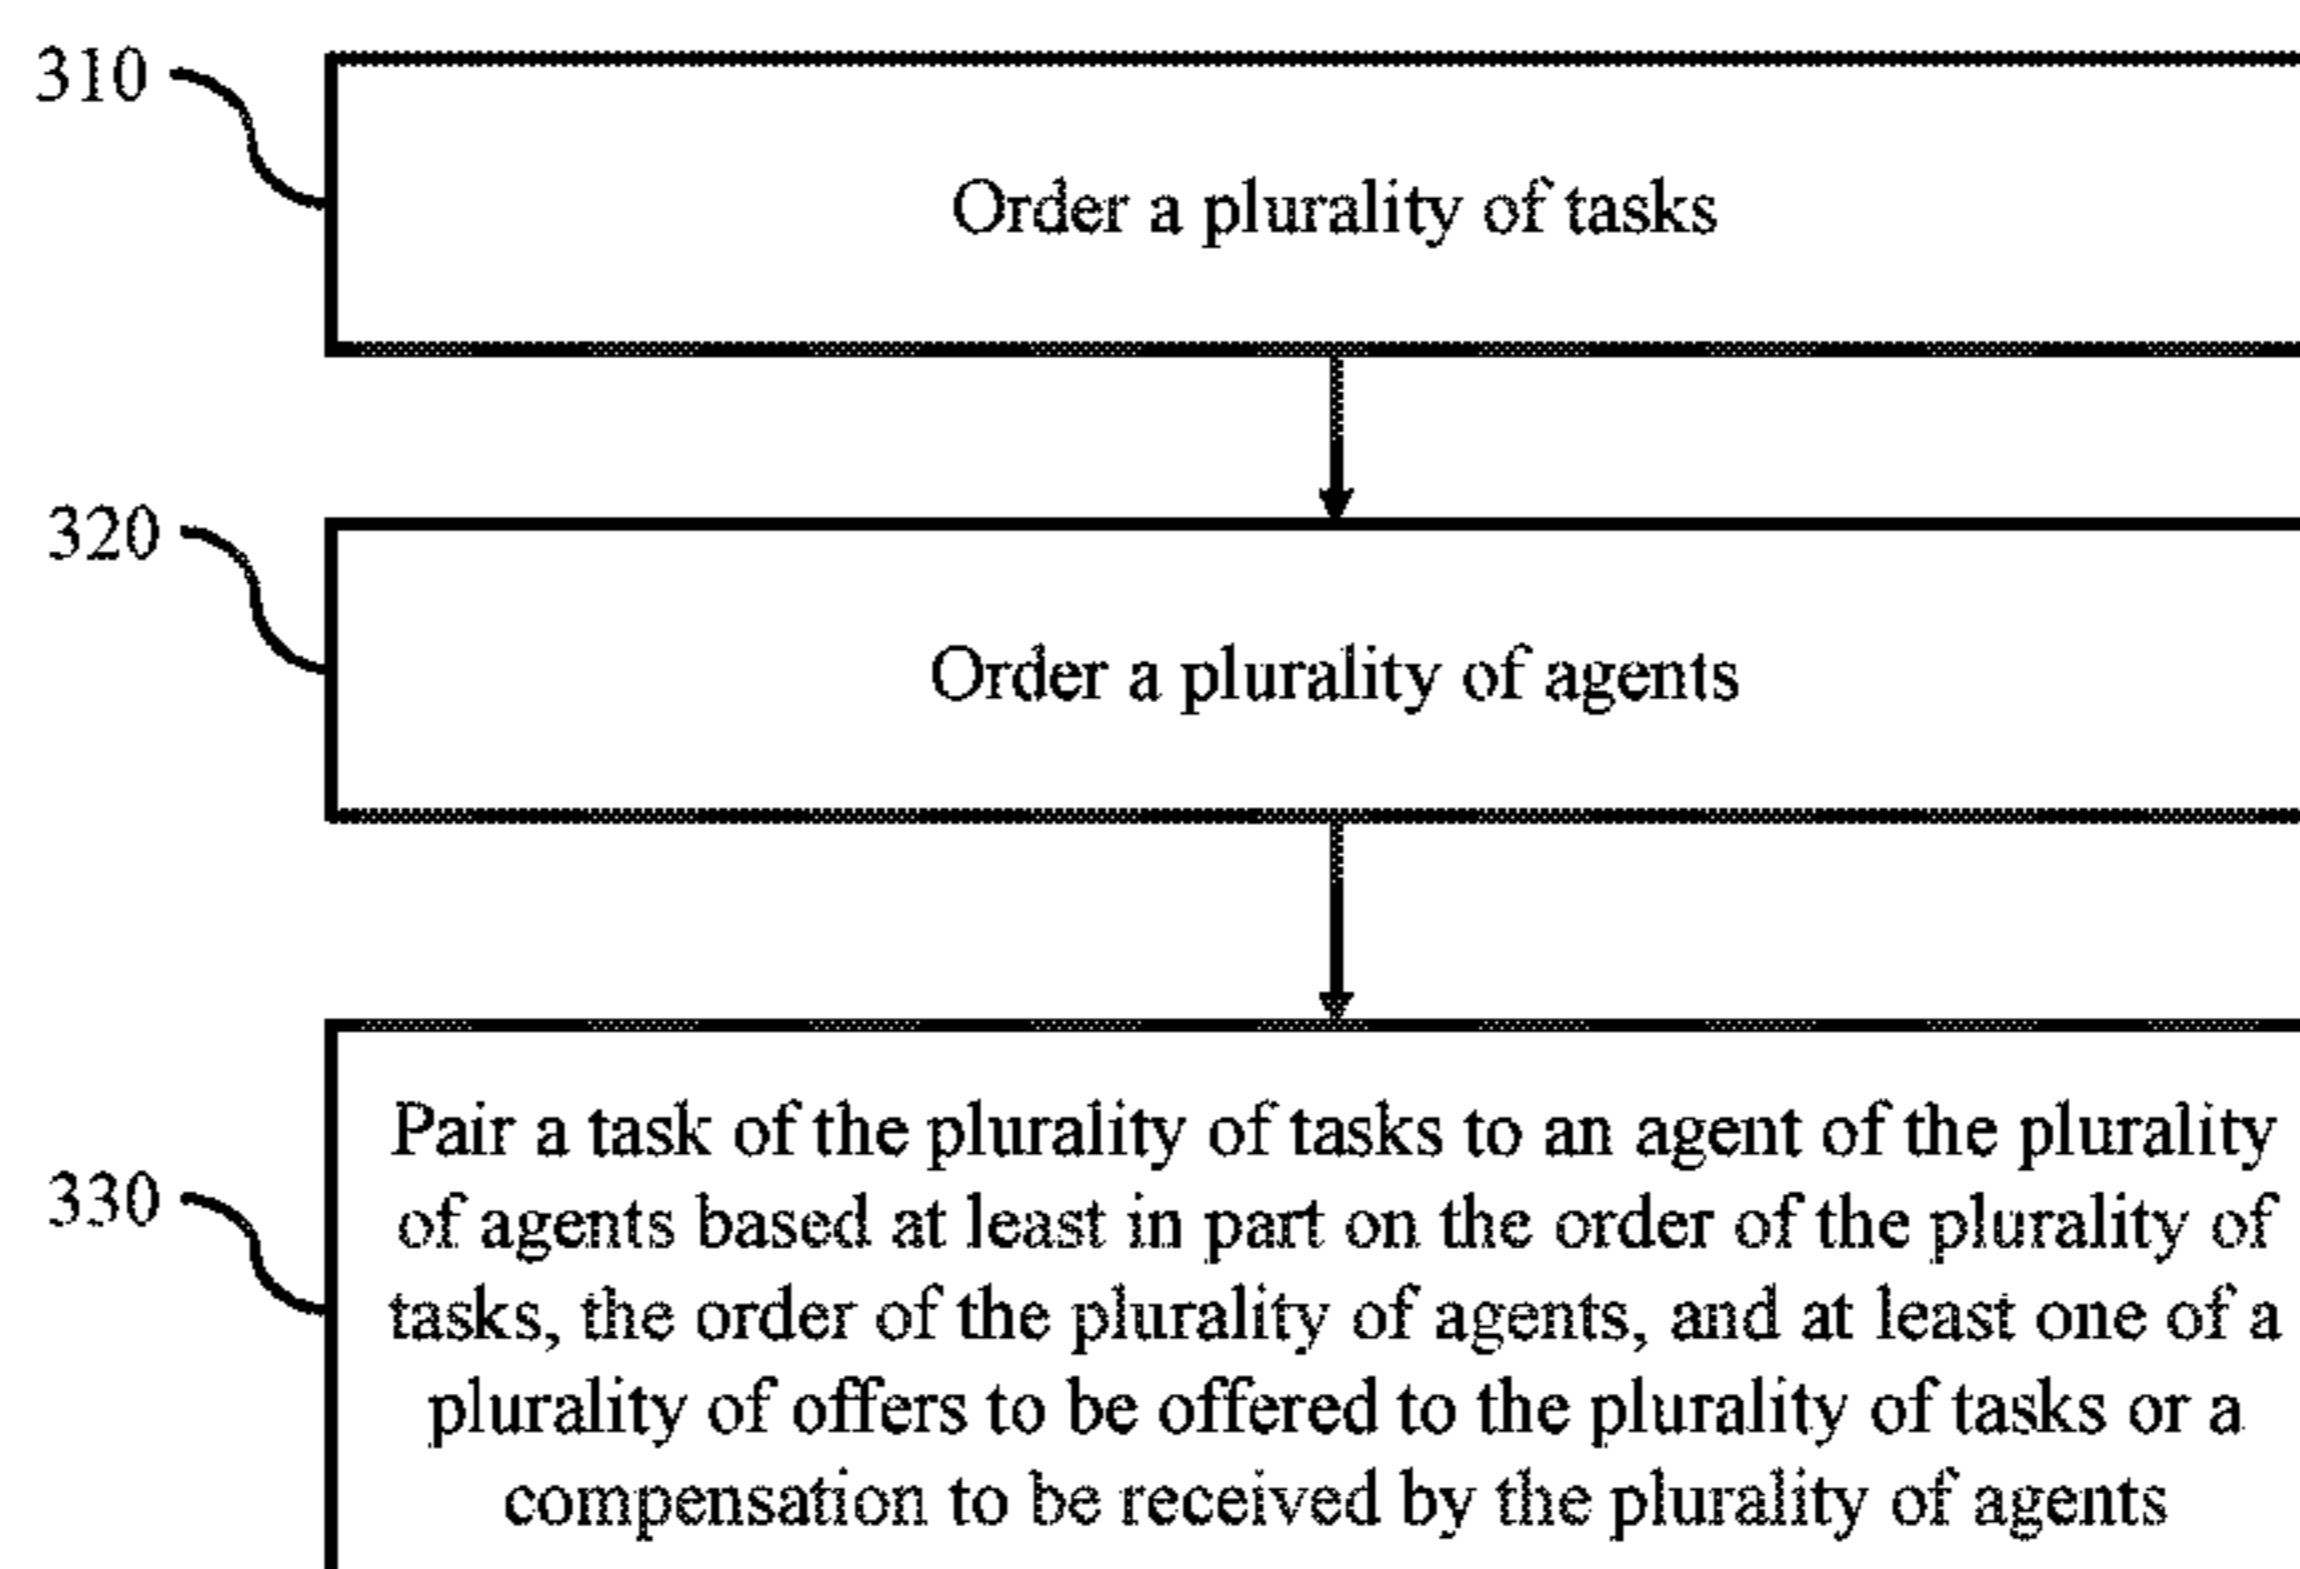 310
Order a plurality of tasks
320
Order a plurality of agents
330
Pair a task of the plurality of tasks to an agent of the plurality
of agents based at least in part on the order of the plurality of
tasks, the order of the plurality of agents, and at least one of a
plurality of offers to be offered to the plurality of tasks or a
compensation to be received by the plurality of agents